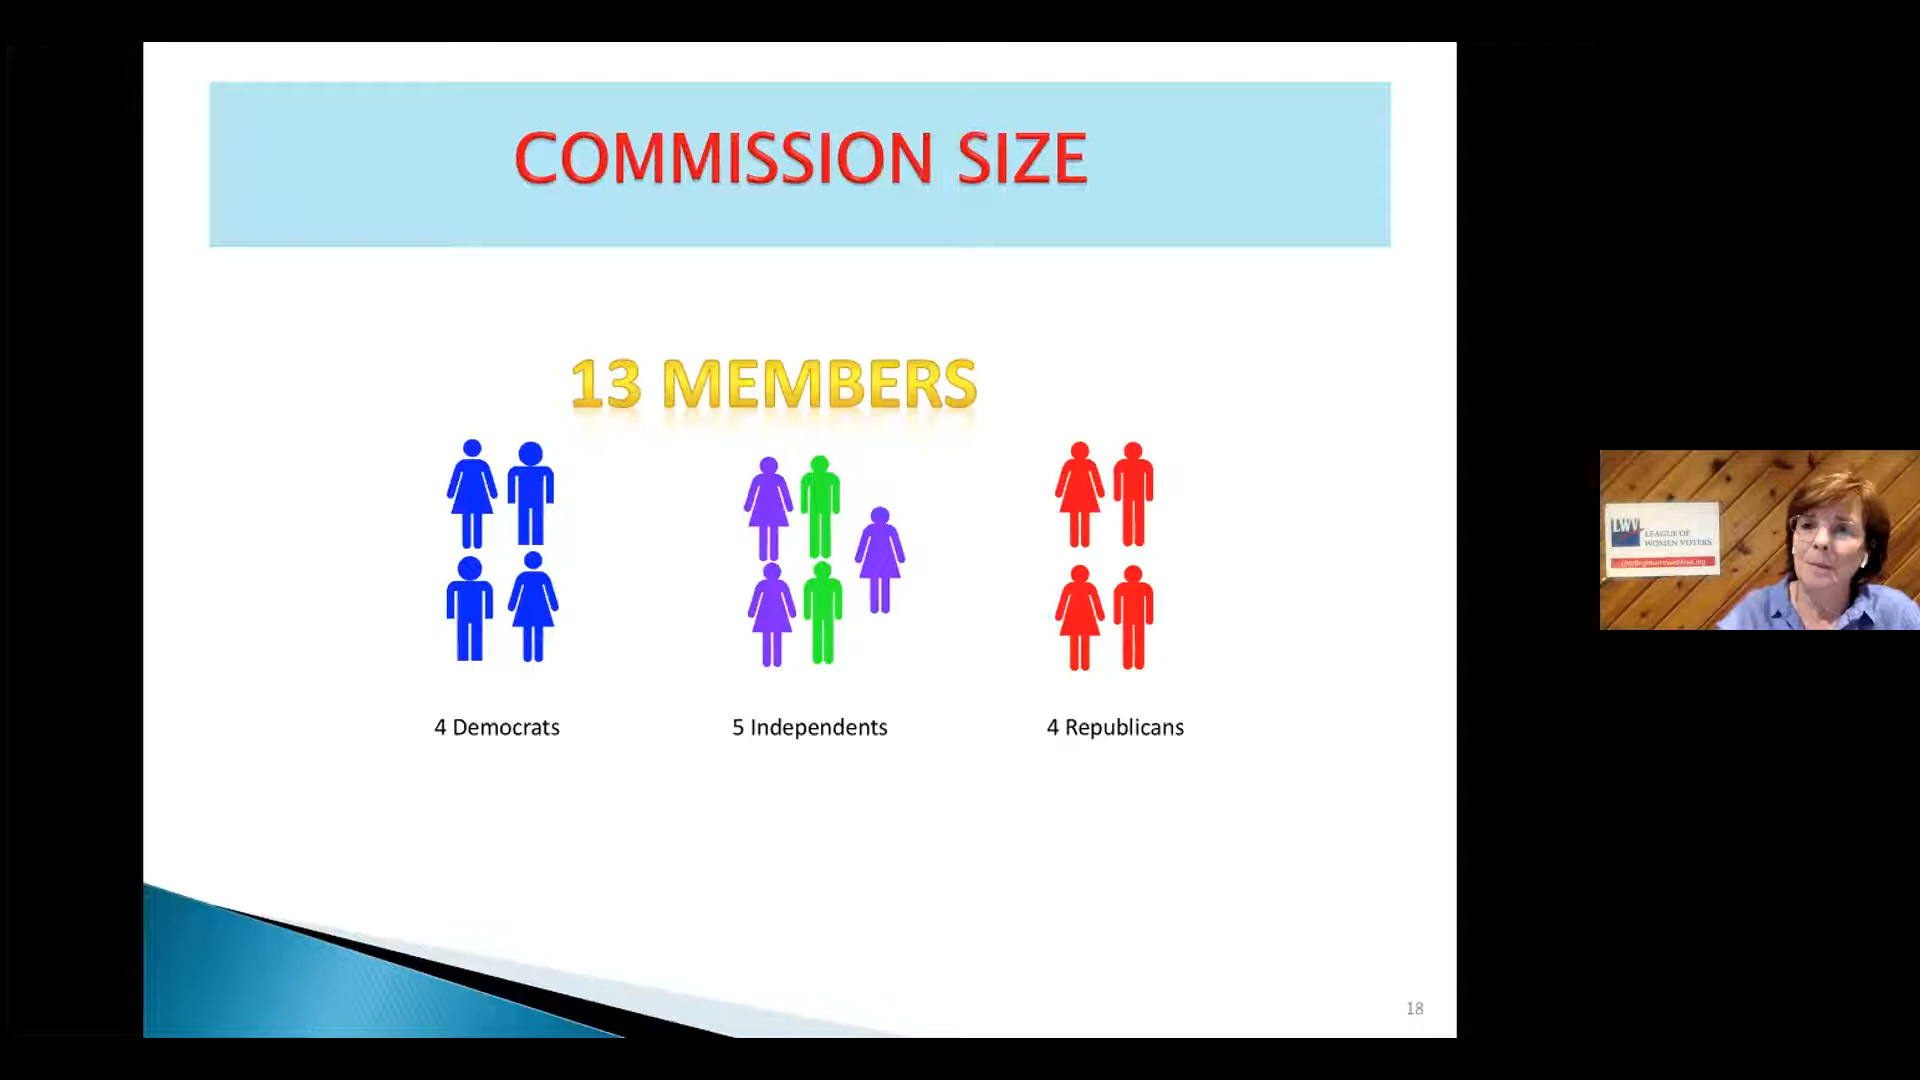 COMMISSION SIZE
13 MEMBERS
4 Democrats
5 Independents
4 Republicans
18
LWV
LEAGUE OF
WOMEN VOTERS